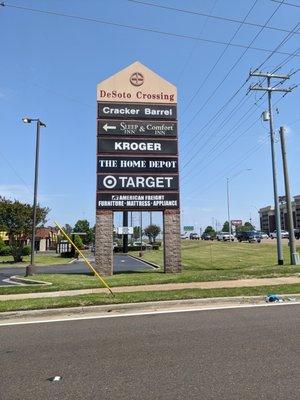 DeSoto Crossing
Cracker Barrel
SLEEP INN & Comfort INN
KROGER
THE HOME DEPOT
TARGET
AMERICAN FREIGHT
FURNITURE • MATTRESS • APPLIANCE